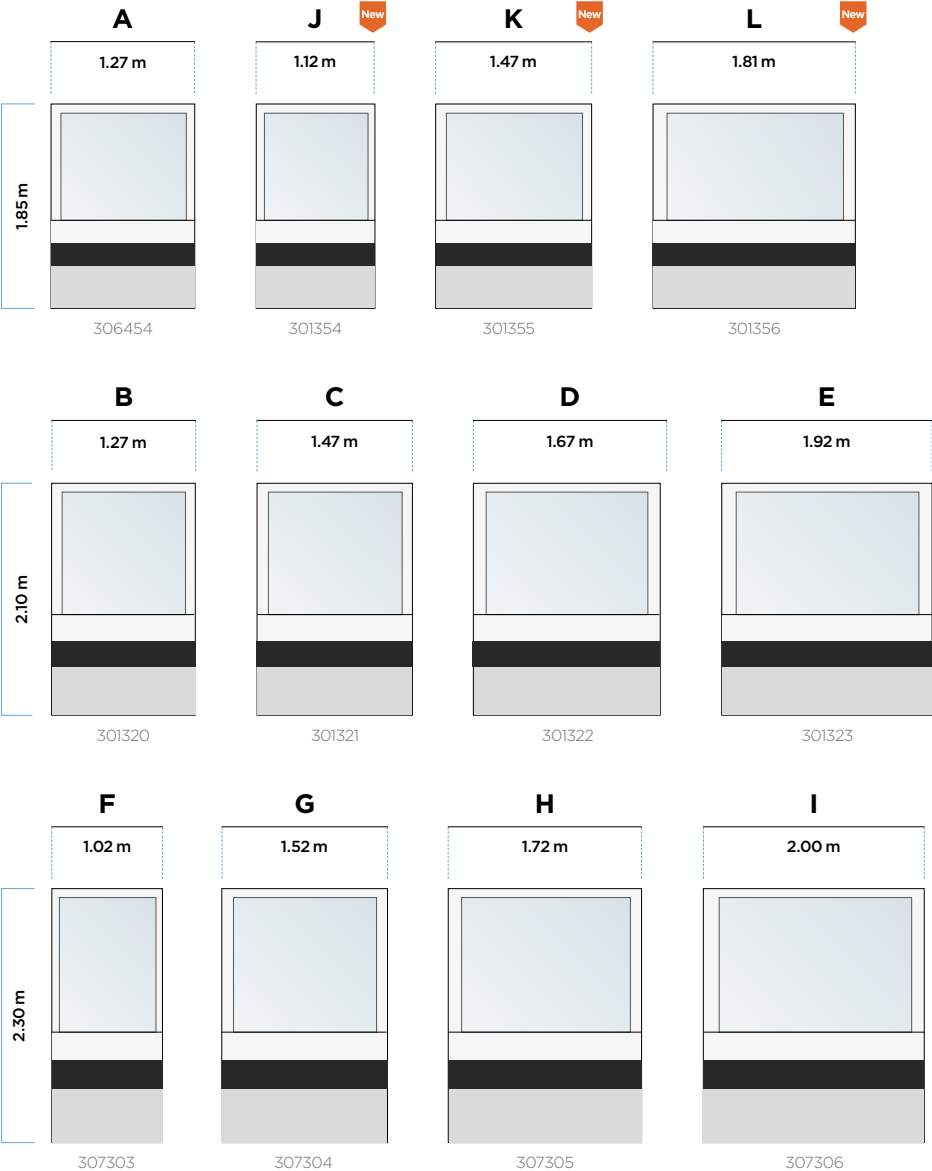 A J New K New L New
1.27 m 1.12 m 1.47 m 1.81 m
1.85 m
306454 301354 301355 301356
B C D E
1.27 m 1.47 m 1.67 m 1.92 m
2.10 m
301320 301321 301322 301323
F G H I
1.02 m 1.52 m 1.72 m 2.00 m
2.30 m
307303 307304 307305 307306